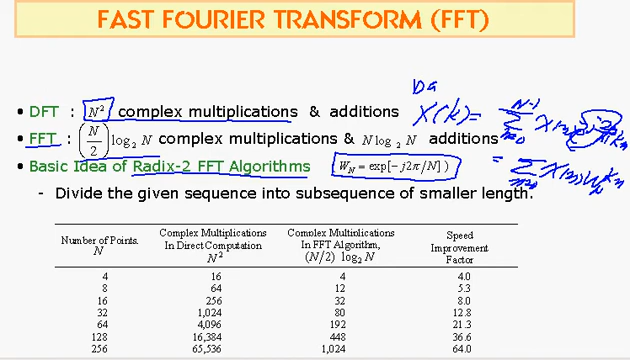 FAST FOURIER TRANSFORM (FFT)
• DFT : N² complex multiplications & additions
X(k) = Σ
• FFT : (N/2) log₂ N complex multiplications & N log₂ N additions
• Basic Idea of Radix-2 FFT Algorithms W_N = exp[−j2π/N])
- Divide the given sequence into subsequence of smaller length.
Number of Points, N | Complex Multiplications In Direct Computation N² | Complex Multiplications In FFT Algorithm, (N/2) log₂ N | Speed Improvement Factor
4 16 4 4.0
8 64 12 5.3
16 256 32 8.0
32 1,024 80 12.8
64 4,096 192 21.3
128 16,384 448 36.6
256 65,536 1,024 64.0